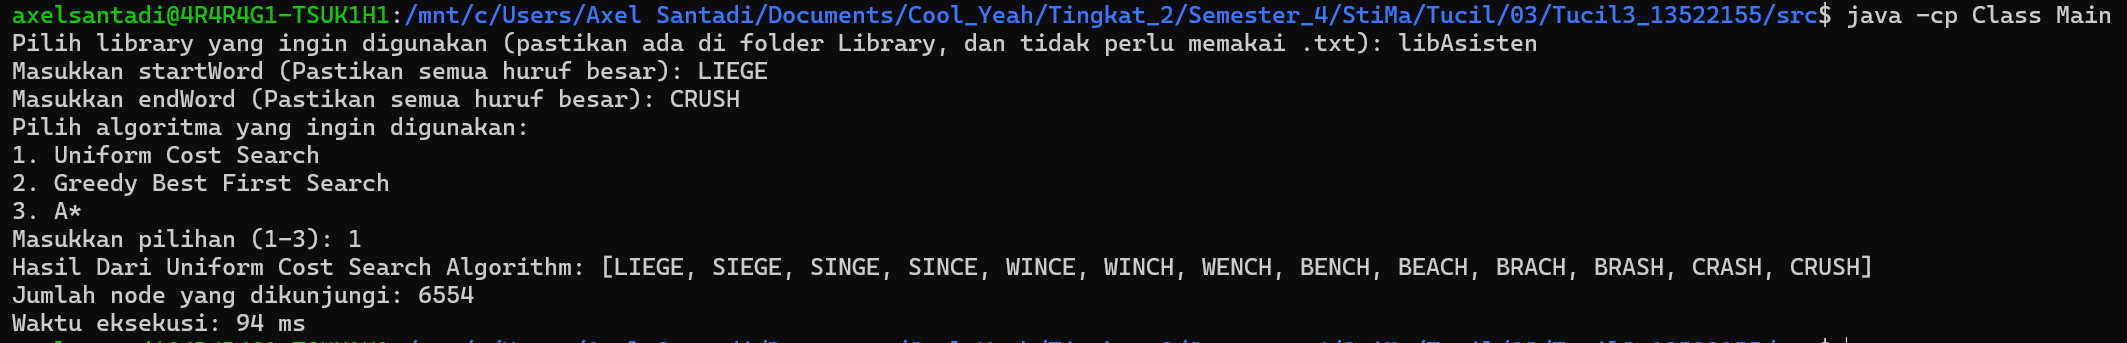 axelsantadi@4R4R4G1-TSUK1H1:/mnt/c/Users/Axel Santadi/Documents/Cool_Yeah/Tingkat_2/Semester_4/StiMa/Tucil/03/Tucil3_13522155/src$ java -cp Class Main
Pilih library yang ingin digunakan (pastikan ada di folder Library, dan tidak perlu memakai .txt): libAsisten
Masukkan startWord (Pastikan semua huruf besar): LIEGE
Masukkan endWord (Pastikan semua huruf besar): CRUSH
Pilih algoritma yang ingin digunakan:
1. Uniform Cost Search
2. Greedy Best First Search
3. A*
Masukkan pilihan (1-3): 1
Hasil Dari Uniform Cost Search Algorithm: [LIEGE, SIEGE, SINGE, SINCE, WINCE, WINCH, WENCH, BENCH, BEACH, BRACH, BRASH, CRASH, CRUSH]
Jumlah node yang dikunjungi: 6554
Waktu eksekusi: 94 ms